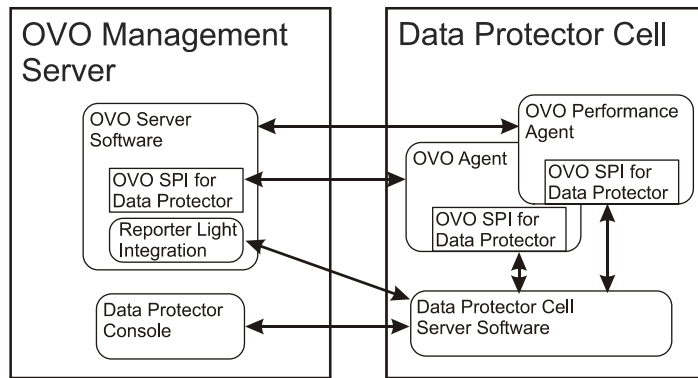 OVO Management
Server
OVO Server
Software
OVO SPI for
Data Protector
Reporter Light
Integration
Data Protector
Console
Data Protector Cell
OVO Performance
Agent
OVO Agent
OVO SPI for
Data Protector
OVO SPI for
Data Protector
Data Protector Cell
Server Software